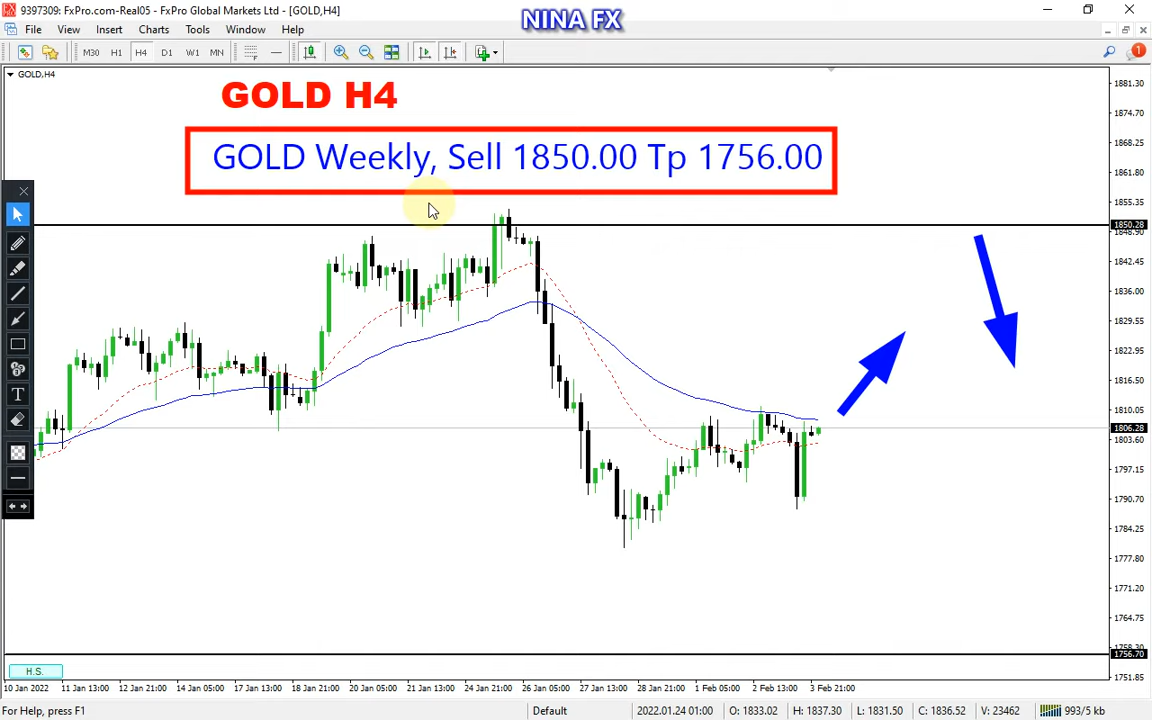 9397309: FxPro.com-Real05 - FxPro Global Markets Ltd - [GOLD,H4]
NINA FX
File View Insert Charts Tools Window Help
M30 H1 H4 D1 W1 MN
1
GOLD,H4
GOLD H4
GOLD Weekly, Sell 1850.00 Tp 1756.00
1881.30
1874.70
1868.25
1861.80
1855.35
1850.28
1848.90
1842.45
1836.00
1829.55
1822.95
1816.50
1810.05
1806.28
1803.60
1797.15
1790.70
1784.25
1777.80
1771.20
1764.75
1758.30
1756.70
1751.85
T
H.S.
10 Jan 2022 11 Jan 13:00 12 Jan 21:00 14 Jan 05:00 17 Jan 13:00 18 Jan 21:00 20 Jan 05:00 21 Jan 13:00 24 Jan 21:00 26 Jan 05:00 27 Jan 13:00 28 Jan 21:00 1 Feb 05:00 2 Feb 13:00 3 Feb 21:00
For Help, press F1 Default 2022.01.24 01:00 O: 1833.02 H: 1837.30 L: 1831.50 C: 1836.52 V: 23462 993/5 kb